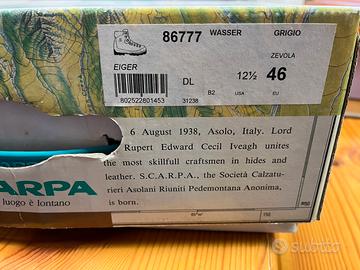 86777 WASSER GRIGIO
ZEVOLA
EIGER
DL 12½ 46
802522801453 31238 B2 USA EU
6 August 1938, Asolo, Italy. Lord
Rupert Edward Cecil Iveagh unites
the most skillfull craftsmen in hides and
leather. S.C.A.R.P.A., the Società Calzatu-
rieri Asolani Riuniti Pedemontana Anonima,
is born.
ARPA
luogo è lontano
subito